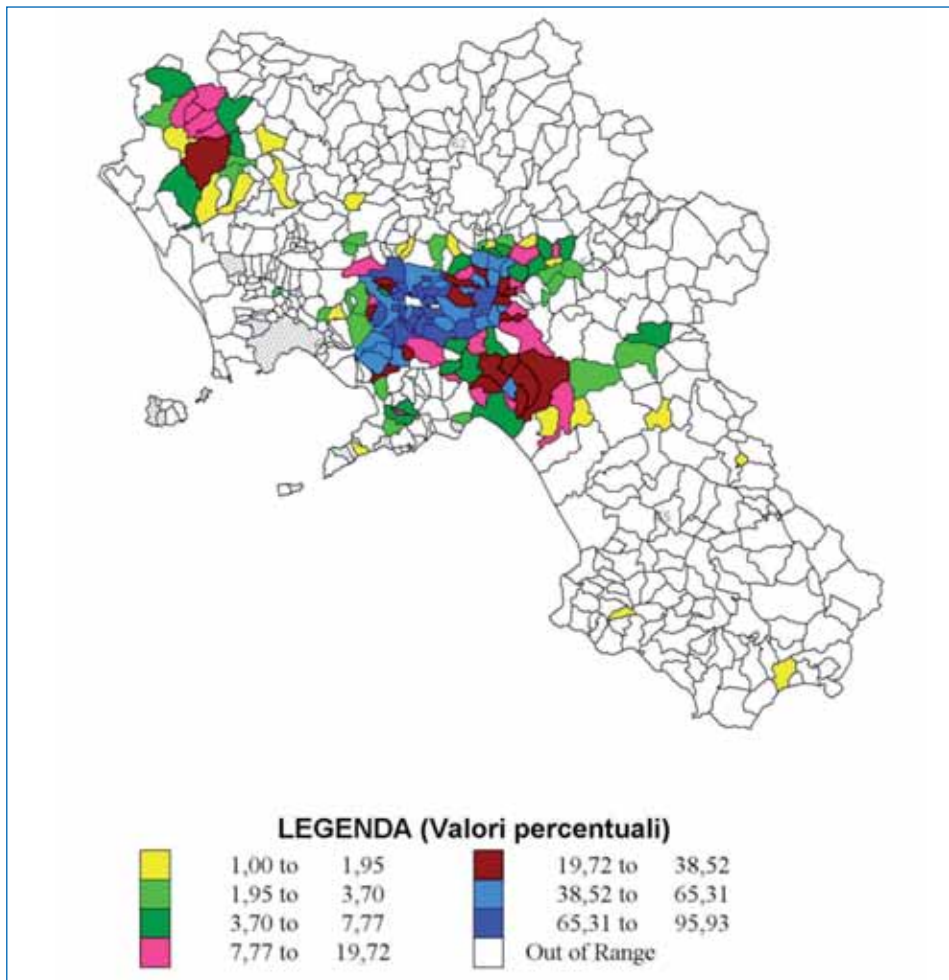 LEGENDA (Valori percentuali)
1,00 to 1,95
1,95 to 3,70
3,70 to 7,77
7,77 to 19,72
19,72 to 38,52
38,52 to 65,31
65,31 to 95,93
Out of Range